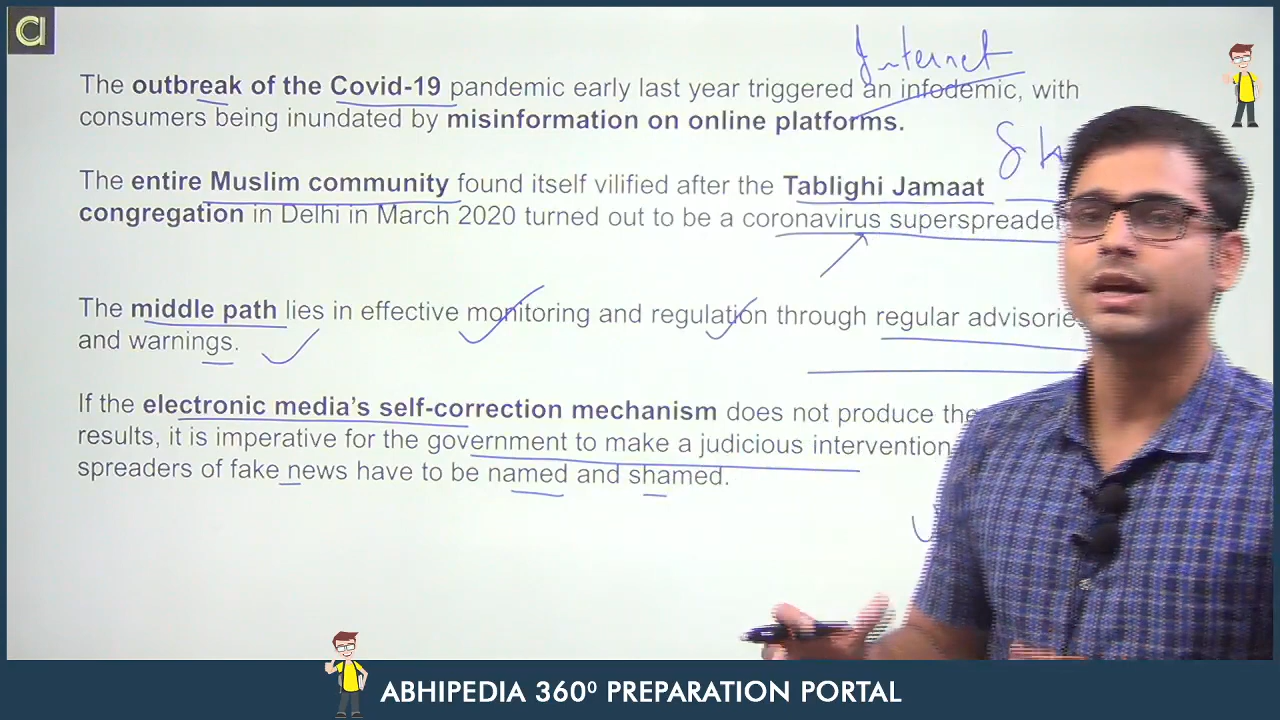 a
Internet
The outbreak of the Covid-19 pandemic early last year triggered an infodemic, with
consumers being inundated by misinformation on online platforms.
The entire Muslim community found itself vilified after the Tablighi Jamaat
congregation in Delhi in March 2020 turned out to be a coronavirus superspreader
The middle path lies in effective monitoring and regulation through regular advisories
and warnings.
If the electronic media's self-correction mechanism does not produce the
results, it is imperative for the government to make a judicious intervention
spreaders of fake news have to be named and shamed.
ABHIPEDIA 360⁰ PREPARATION PORTAL